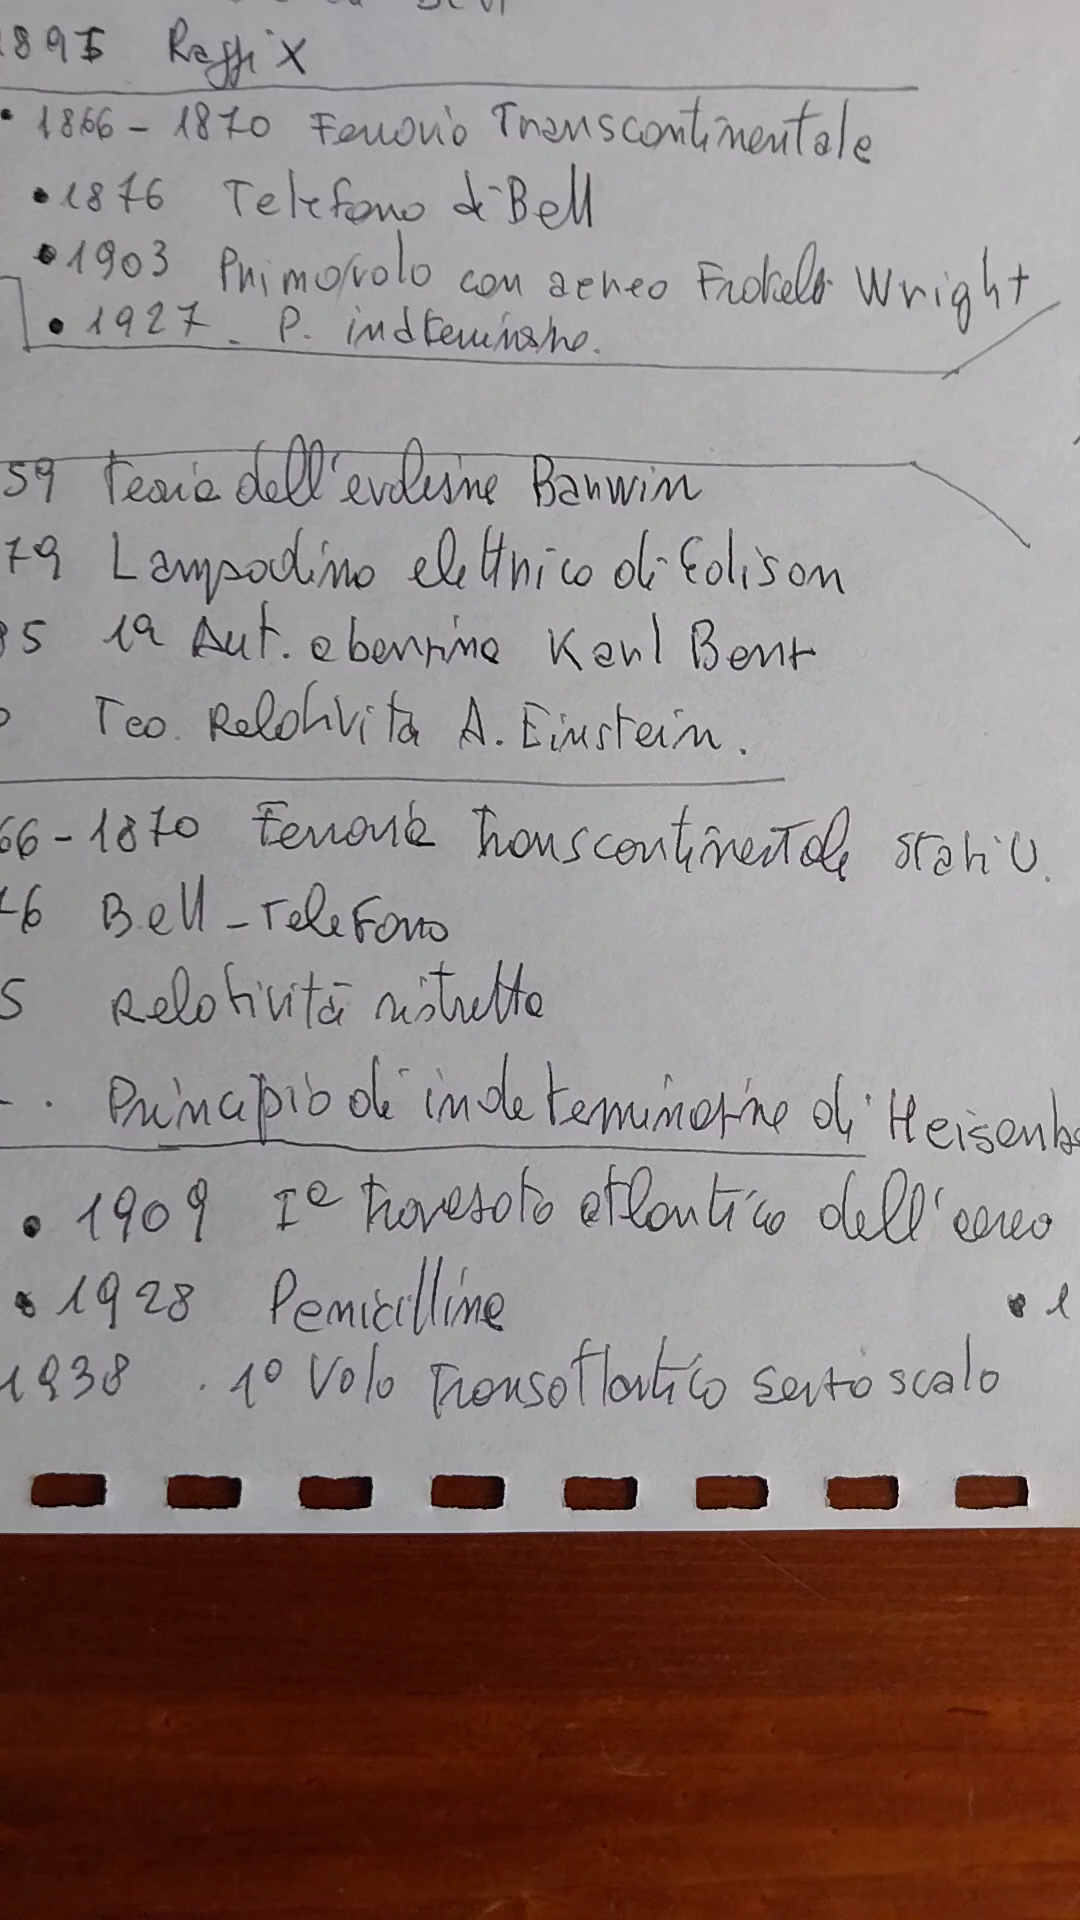 1895 Raggi X
• 1866 - 1870 Ferrovia Transcontinentale
• 1876 Telefono di Bell
• 1903 Primo volo con aereo Fratelli Wright
• 1927. P. indeterminaz.
59 Teoria dell'evoluzione Darwin
79 Lampadina elettrica di Edison
85 1a Aut. a benzina Karl Benz
Teo. Relatività A. Einstein.
66 - 1870 Ferrovia transcontinentale Stati U.
76 Bell - Telefono
5 Relatività ristretta
Principio di indeterminazione di Heisenbe
• 1909 Ia traversata atlantica dell'aereo
• 1928 Penicillina
• 1
1938 . 1° Volo Transatlantico senza scalo